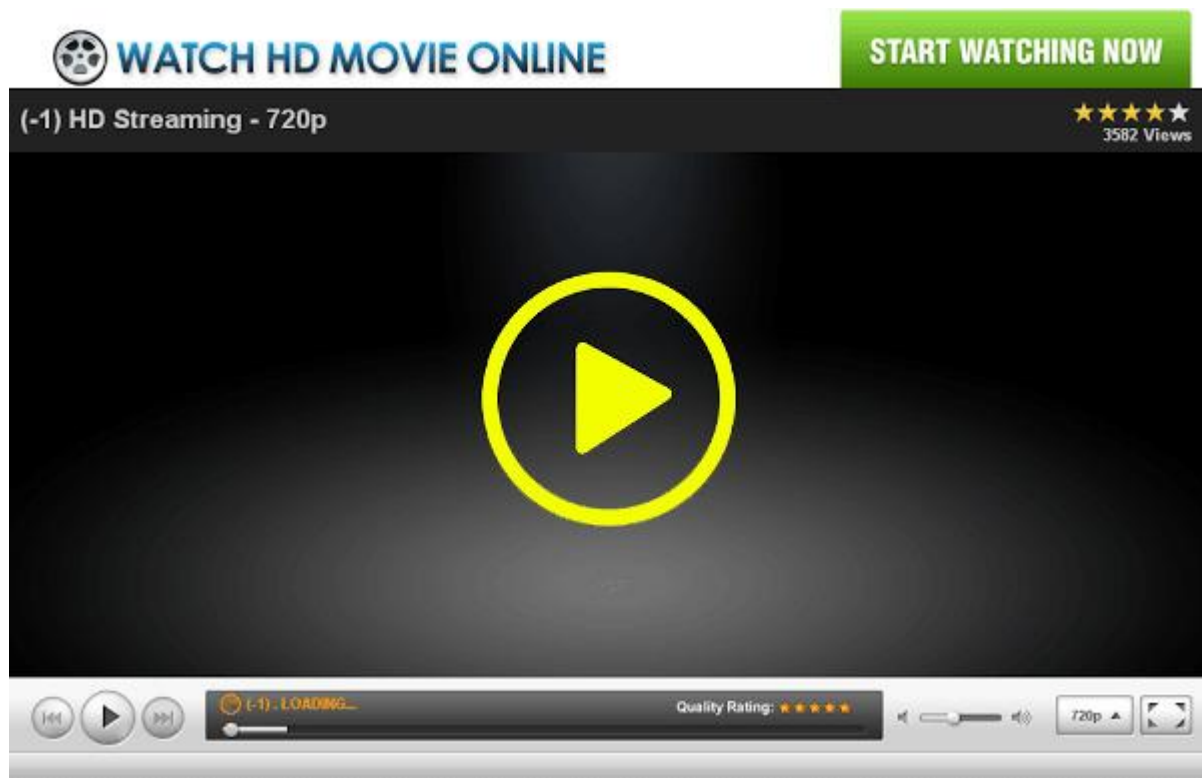 WATCH HD MOVIE ONLINE
START WATCHING NOW
(-1) HD Streaming - 720p
3582 Views
(-1) : LOADING...
Quality Rating:
720p